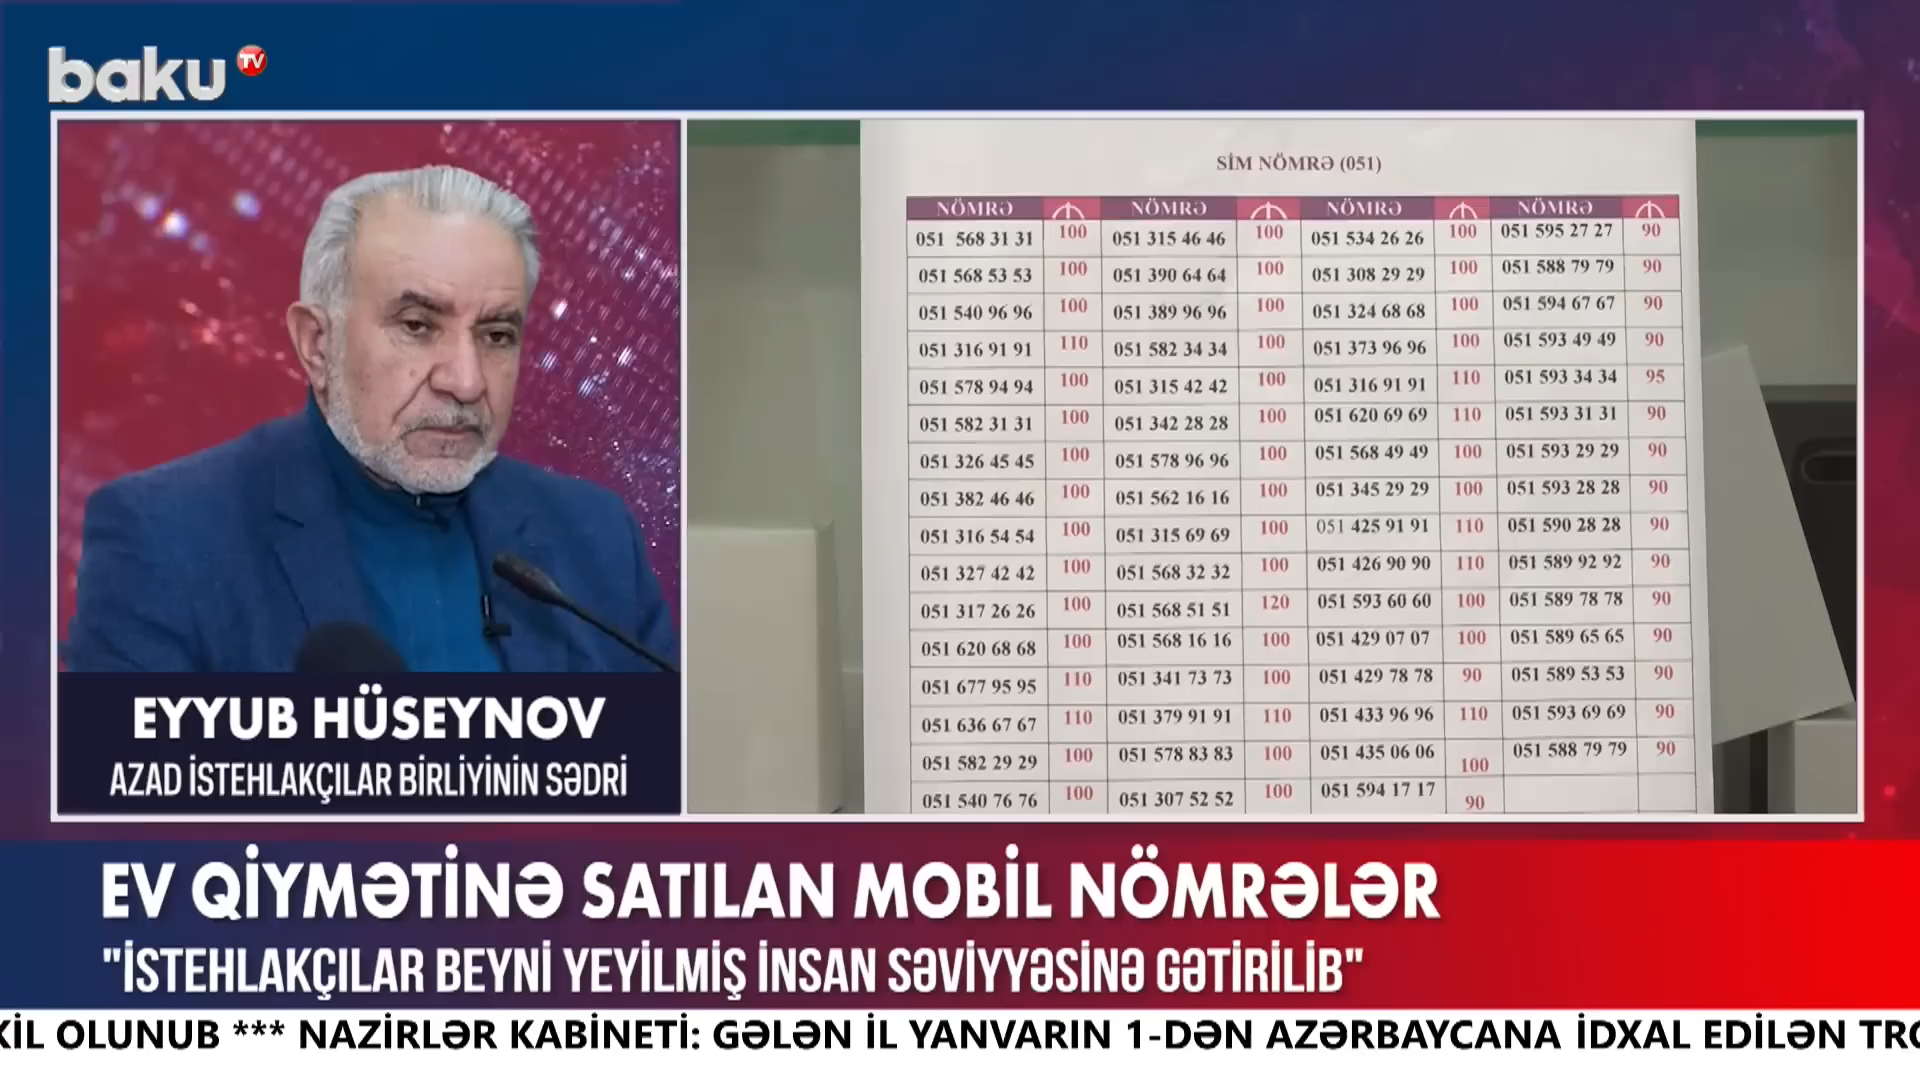 baku TV
SİM NÖMRƏ (051)
NÖMRƏ ₼ NÖMRƏ ₼ NÖMRƏ ₼ NÖMRƏ ₼
051 568 31 31 100 051 315 46 46 100 051 534 26 26 100 051 595 27 27 90
051 568 53 53 100 051 390 64 64 100 051 308 29 29 100 051 588 79 79 90
051 540 96 96 100 051 389 96 96 100 051 324 68 68 100 051 594 67 67 90
051 316 91 91 110 051 582 34 34 100 051 373 96 96 100 051 593 49 49 90
051 578 94 94 100 051 315 42 42 100 051 316 91 91 110 051 593 34 34 95
051 582 31 31 100 051 342 28 28 100 051 620 69 69 110 051 593 31 31 90
051 326 45 45 100 051 578 96 96 100 051 568 49 49 100 051 593 29 29 90
051 382 46 46 100 051 562 16 16 100 051 345 29 29 100 051 593 28 28 90
051 316 54 54 100 051 315 69 69 100 051 425 91 91 110 051 590 28 28 90
051 327 42 42 100 051 568 32 32 100 051 426 90 90 110 051 589 92 92 90
051 317 26 26 100 051 568 51 51 120 051 593 60 60 100 051 589 78 78 90
051 620 68 68 100 051 568 16 16 100 051 429 07 07 100 051 589 65 65 90
051 677 95 95 110 051 341 73 73 100 051 429 78 78 90 051 589 53 53 90
051 636 67 67 110 051 379 91 91 110 051 433 96 96 110 051 593 69 69 90
051 582 29 29 100 051 578 83 83 100 051 435 06 06 100 051 588 79 79 90
051 540 76 76 100 051 307 52 52 100 051 594 17 17 90
EYYUB HÜSEYNOV
AZAD İSTEHLAKÇILAR BİRLİYİNİN SƏDRİ
EV QİYMƏTİNƏ SATILAN MOBİL NÖMRƏLƏR
"İSTEHLAKÇILAR BEYNİ YEYİLMİŞ İNSAN SƏVİYYƏSİNƏ GƏTİRİLİB"
KİL OLUNUB *** NAZİRLƏR KABİNETİ: GƏLƏN İL YANVARIN 1-DƏN AZƏRBAYCANA İDXAL EDİLƏN TRO